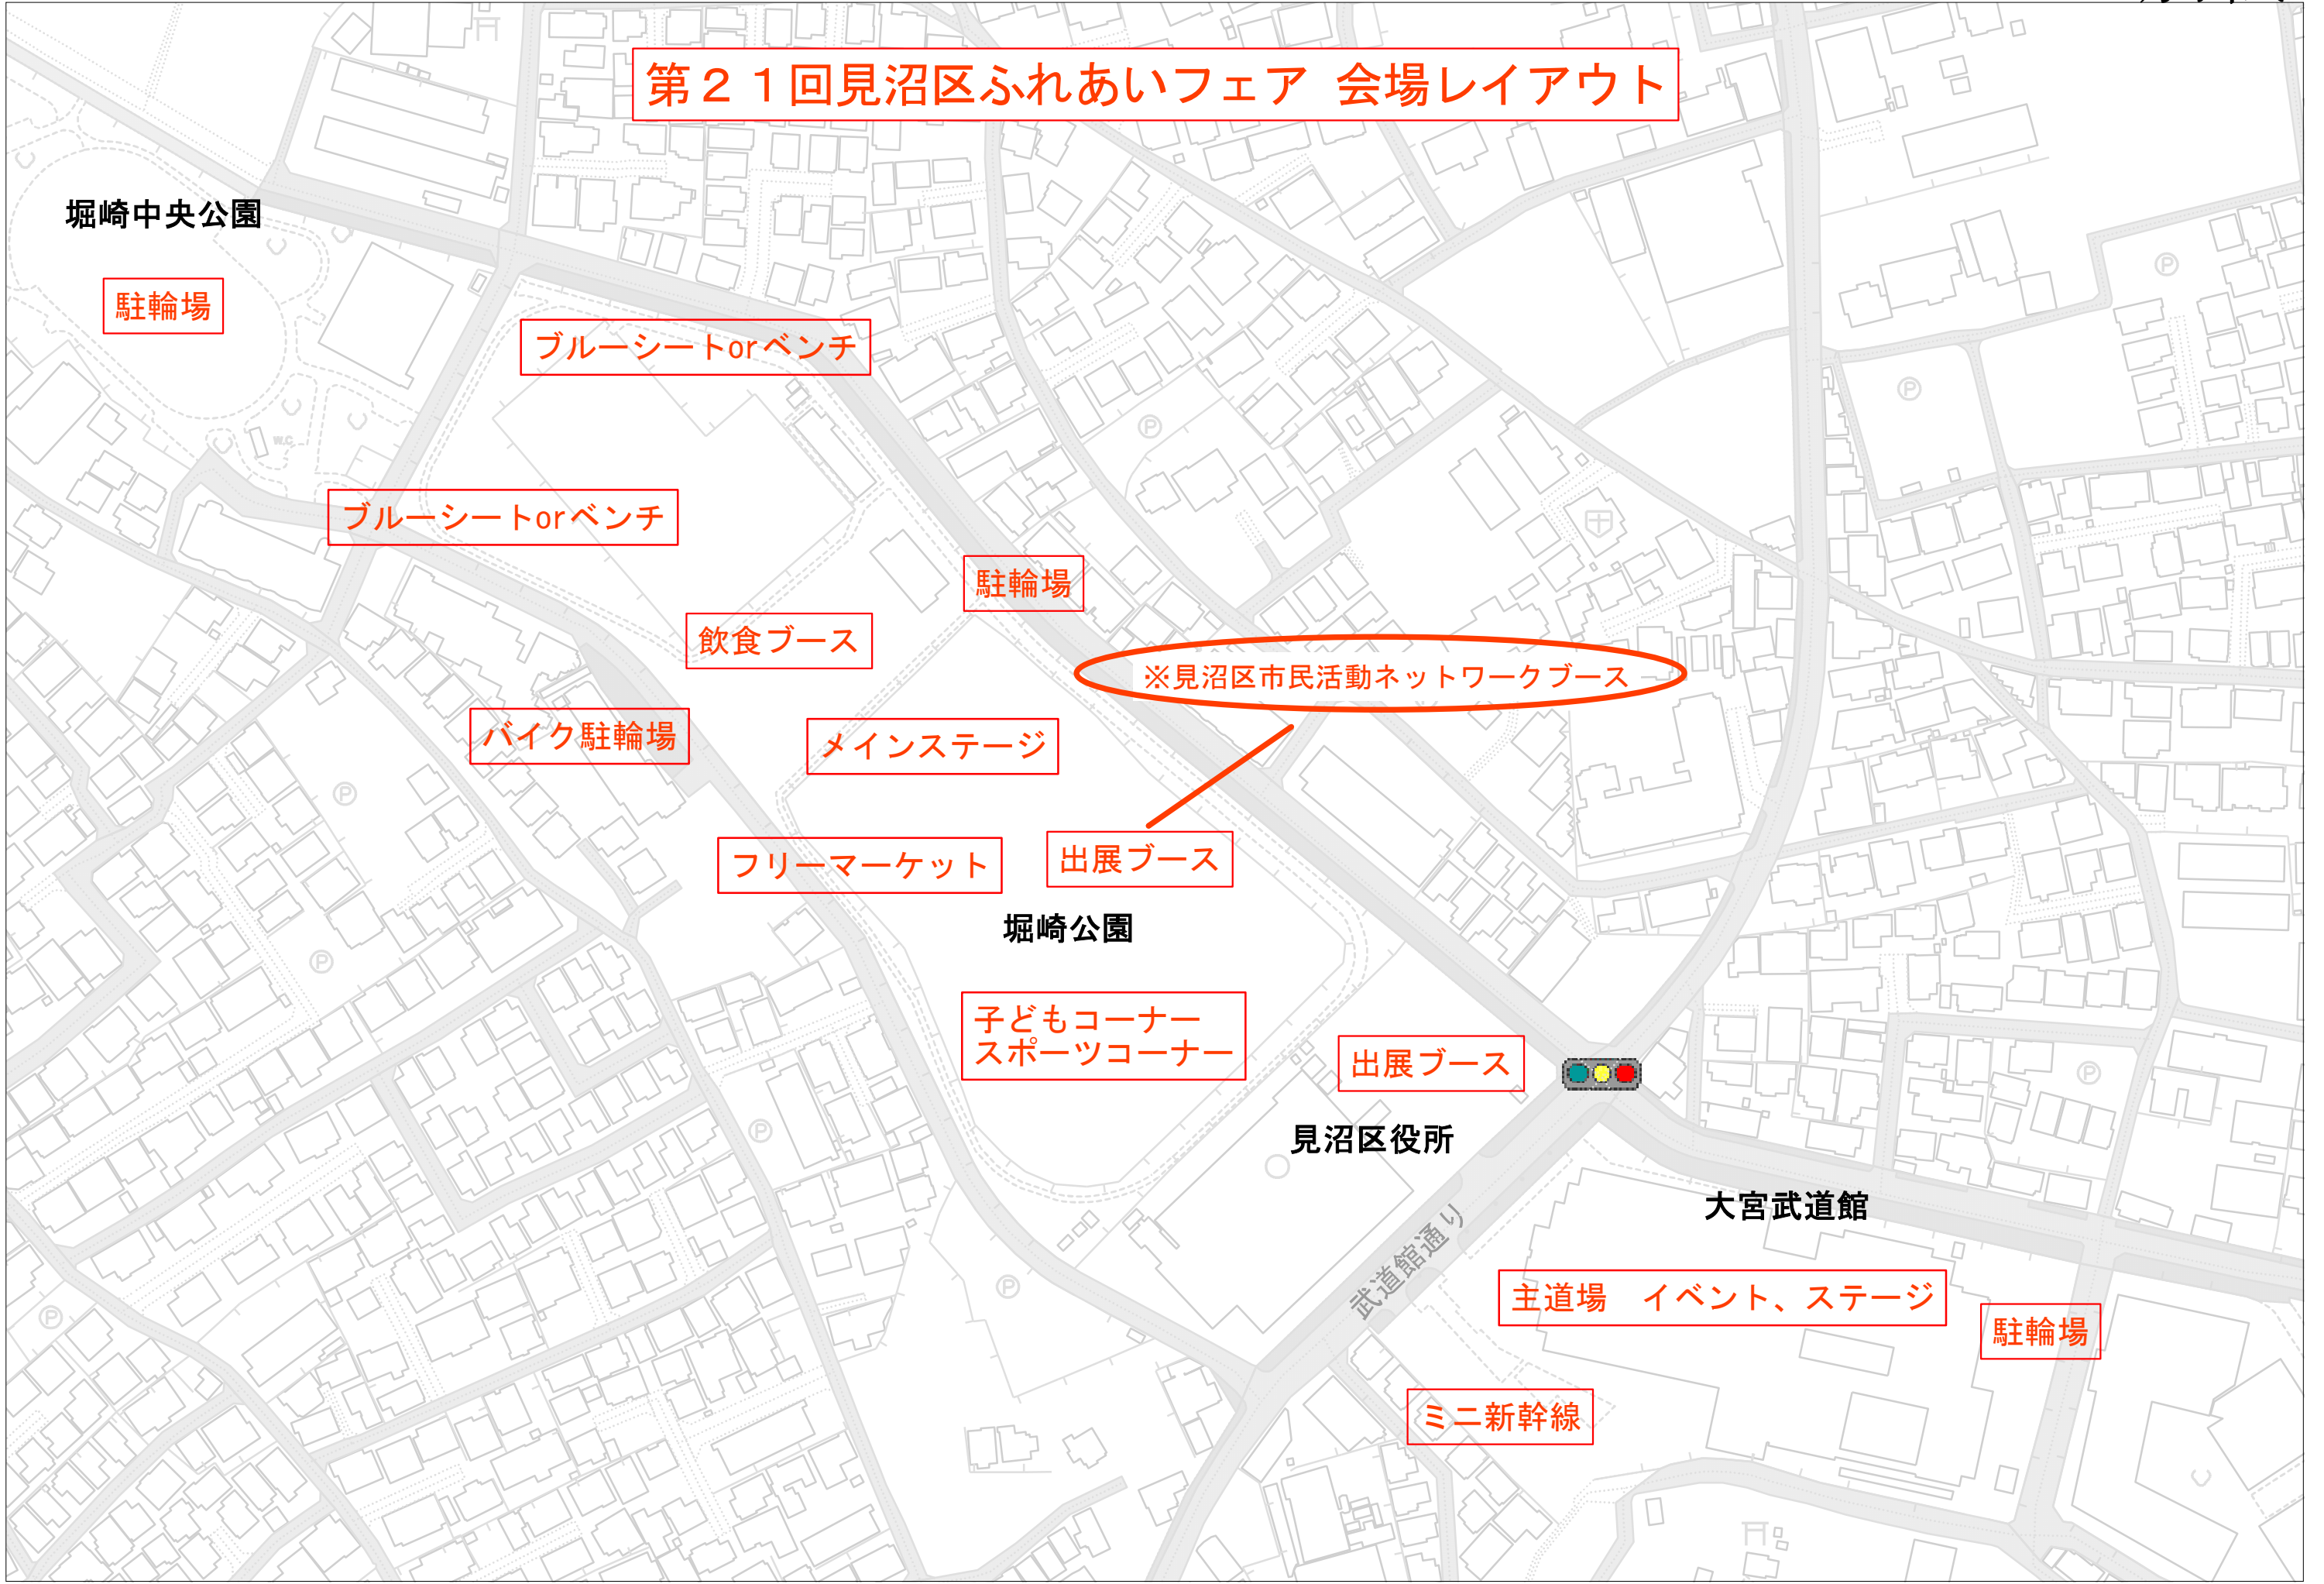 第２１回見沼区ふれあいフェア 会場レイアウト
堀崎中央公園
駐輪場
ブルーシートorベンチ
W.C
ブルーシートorベンチ
駐輪場
飲食ブース
※見沼区市民活動ネットワークブース
バイク駐輪場
メインステージ
フリーマーケット
出展ブース
堀崎公園
子どもコーナー
スポーツコーナー
出展ブース
見沼区役所
大宮武道館
武道館通り
主道場　イベント、ステージ
駐輪場
ミニ新幹線
P
P
P
P
P
P
P
P
P